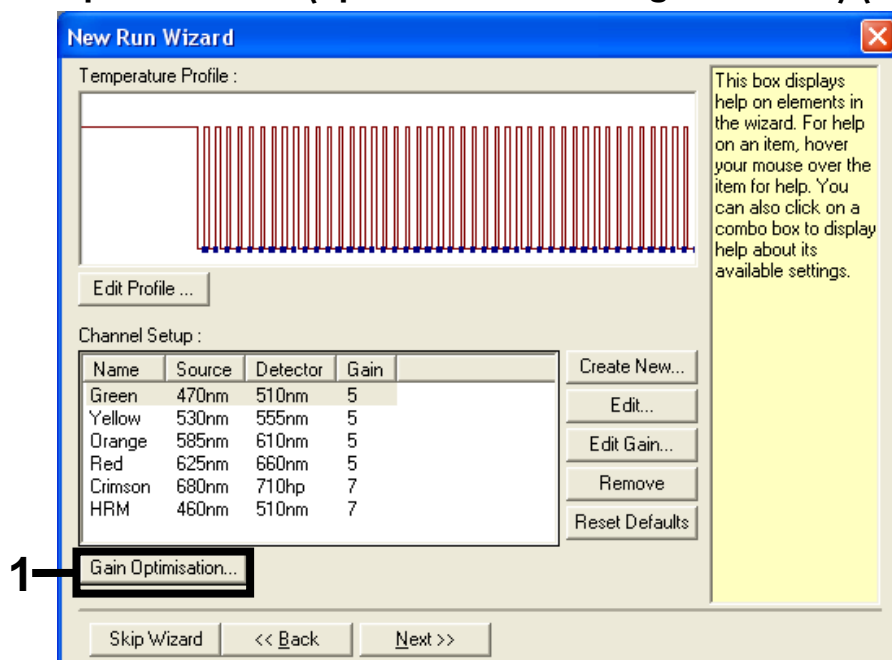 New Run Wizard
Temperature Profile :
This box displays
help on elements in
the wizard. For help
on an item, hover
your mouse over the
item for help. You
can also click on a
combo box to display
help about its
available settings.
Edit Profile ...
Channel Setup :
Name Source Detector Gain
Green 470nm 510nm 5
Yellow 530nm 555nm 5
Orange 585nm 610nm 5
Red 625nm 660nm 5
Crimson 680nm 710hp 7
HRM 460nm 510nm 7
Create New...
Edit...
Edit Gain...
Remove
Reset Defaults
1
Gain Optimisation...
Skip Wizard << Back Next >>